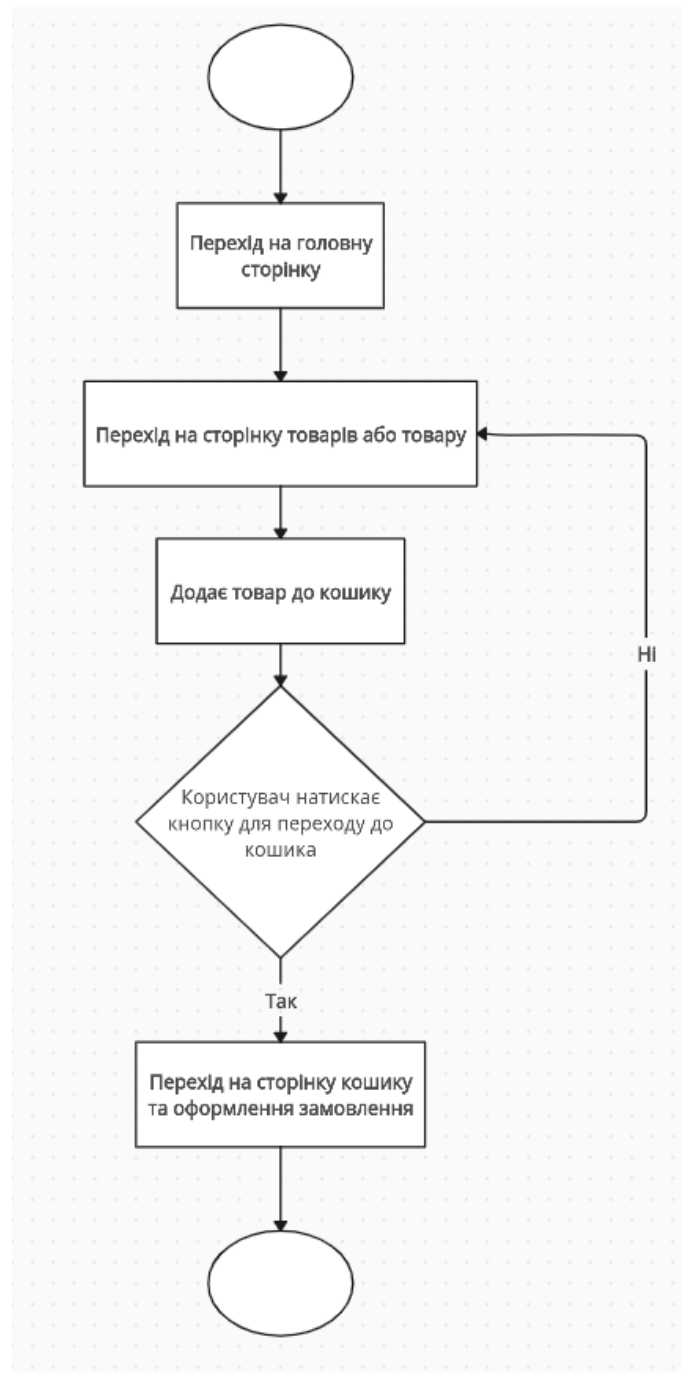 Перехід на головну
сторінку
Перехід на сторінку товарів або товару
Додає товар до кошику
Ні
Користувач натискає
кнопку для переходу до
кошика
Так
Перехід на сторінку кошику
та оформлення замовлення